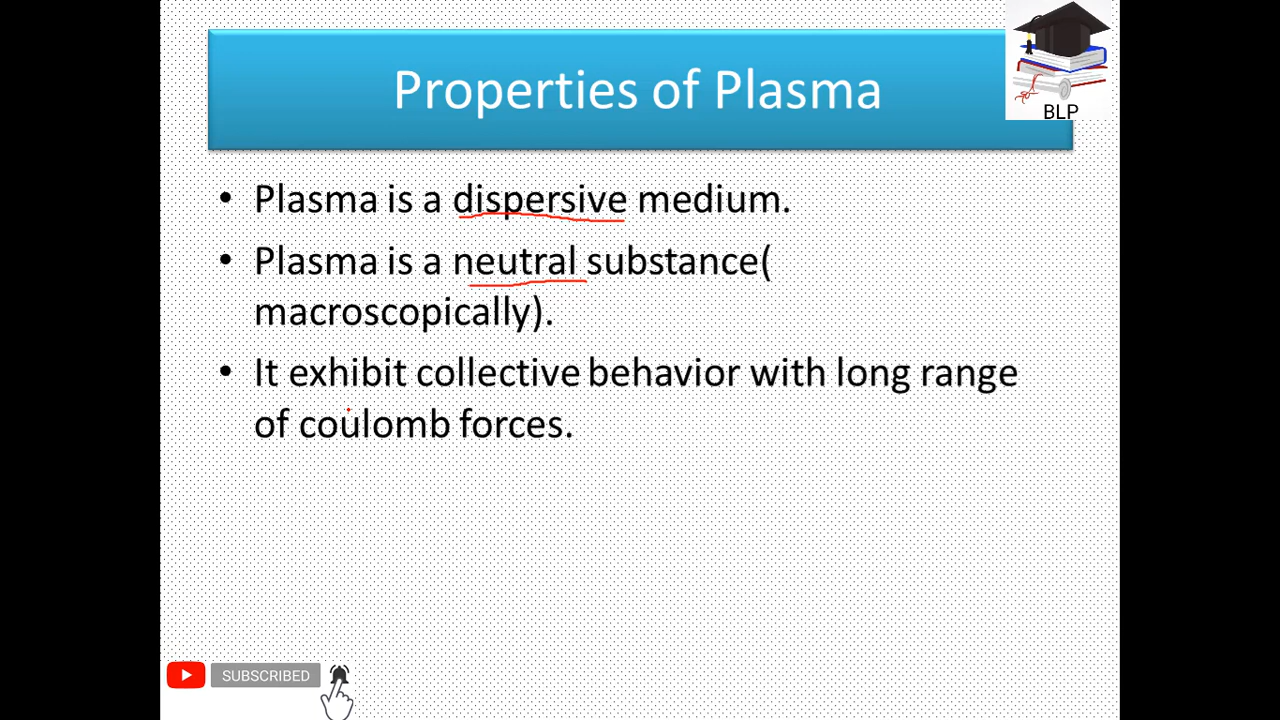 Properties of Plasma
BLP
• Plasma is a dispersive medium.
• Plasma is a neutral substance(
macroscopically).
• It exhibit collective behavior with long range
of coulomb forces.
SUBSCRIBED